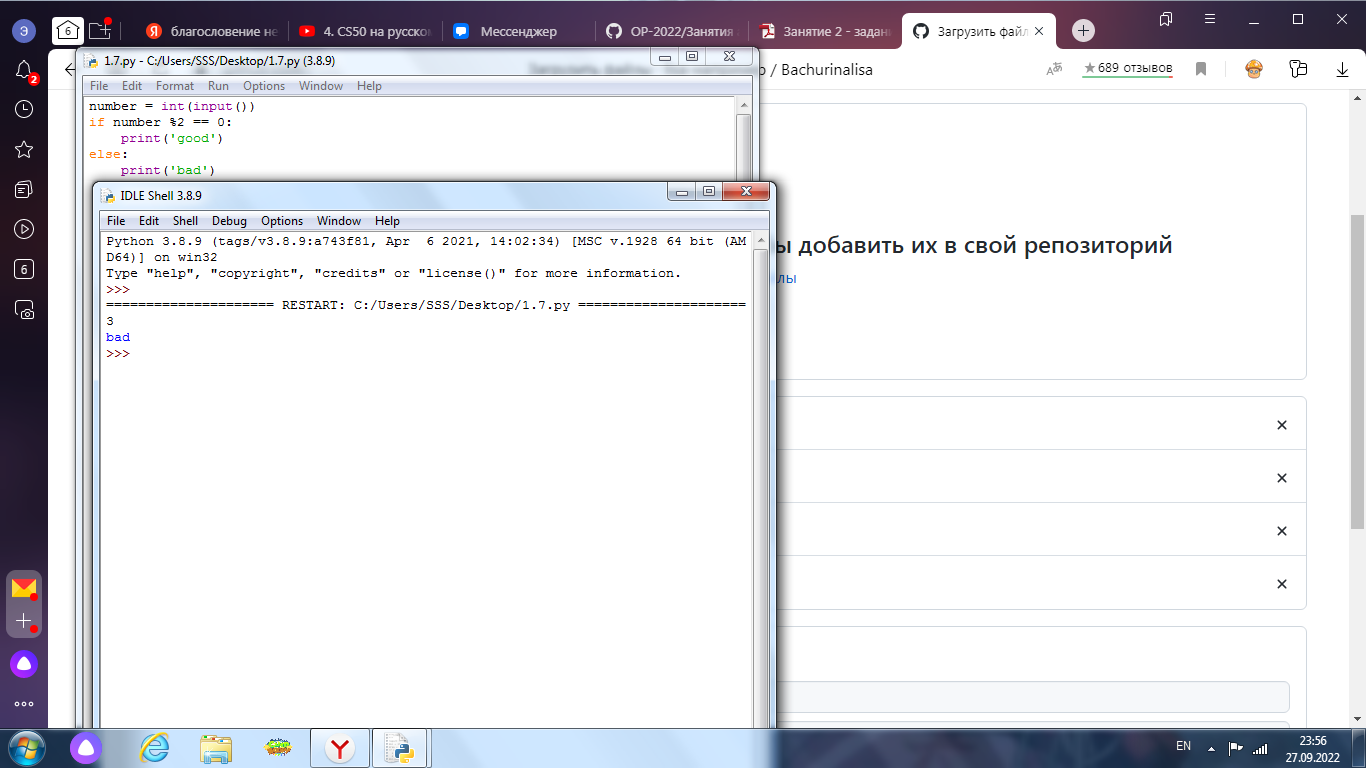 Э
6
благословение не
4. CS50 на русско
Мессенджер
OP-2022/Занятия
Занятие 2 - задан
Загрузить файл
2
6
/ Bachurinalisa
689 отзывов
1.7.py - C:/Users/SSS/Desktop/1.7.py (3.8.9)
File Edit Format Run Options Window Help
number = int(input())
if number %2 == 0:
    print('good')
else:
    print('bad')
IDLE Shell 3.8.9
File Edit Shell Debug Options Window Help
Python 3.8.9 (tags/v3.8.9:a743f81, Apr  6 2021, 14:02:34) [MSC v.1928 64 bit (AM
D64)] on win32
Type "help", "copyright", "credits" or "license()" for more information.
>>>
===================== RESTART: C:/Users/SSS/Desktop/1.7.py =====================
3
bad
>>>
ы добавить их в свой репозиторий
лы
EN
23:56
27.09.2022